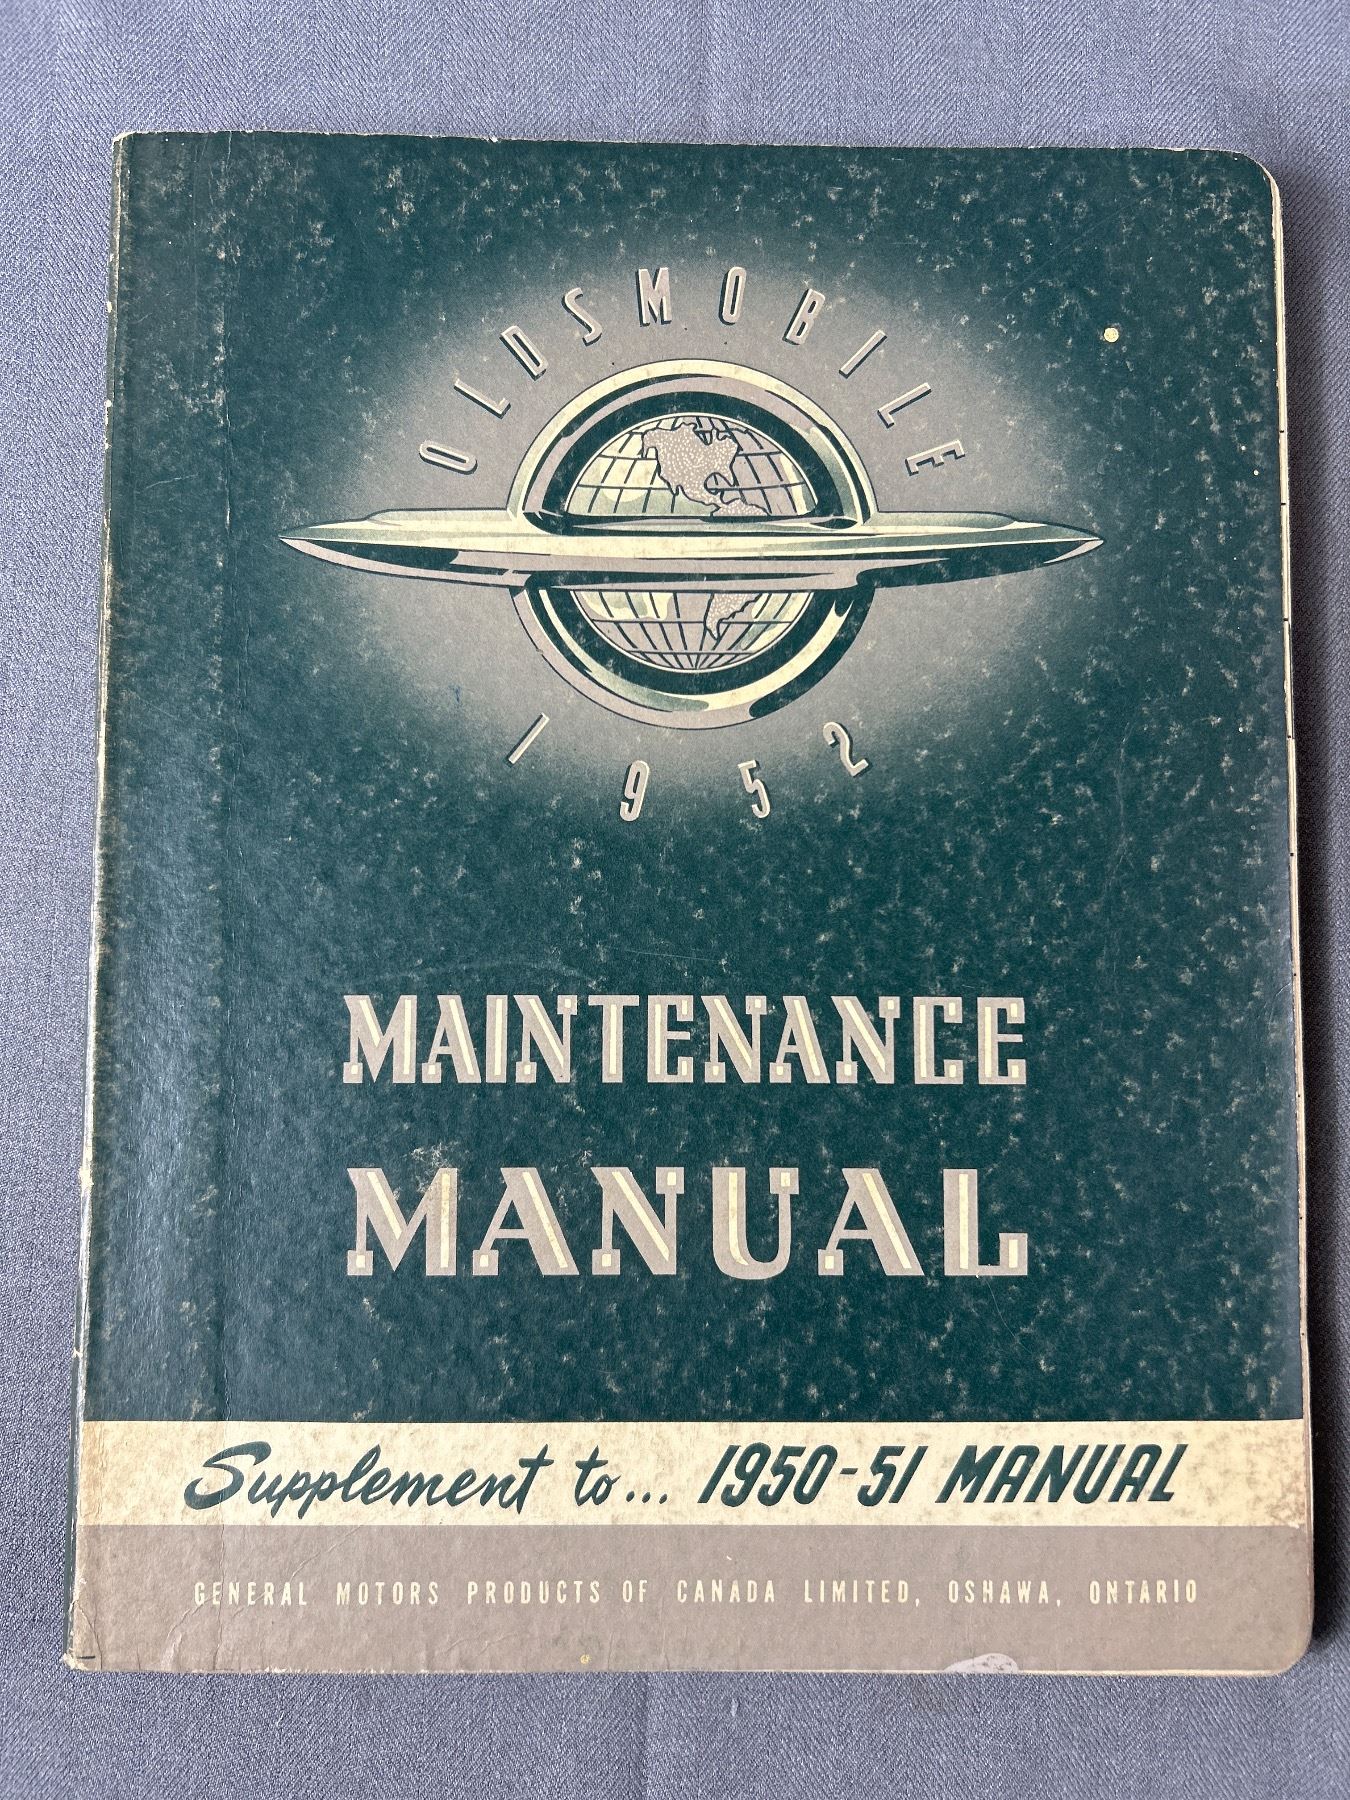 OLDSMOBILE
1952
MAINTENANCE
MANUAL
Supplement to... 1950-51 MANUAL
GENERAL MOTORS PRODUCTS OF CANADA LIMITED, OSHAWA, ONTARIO